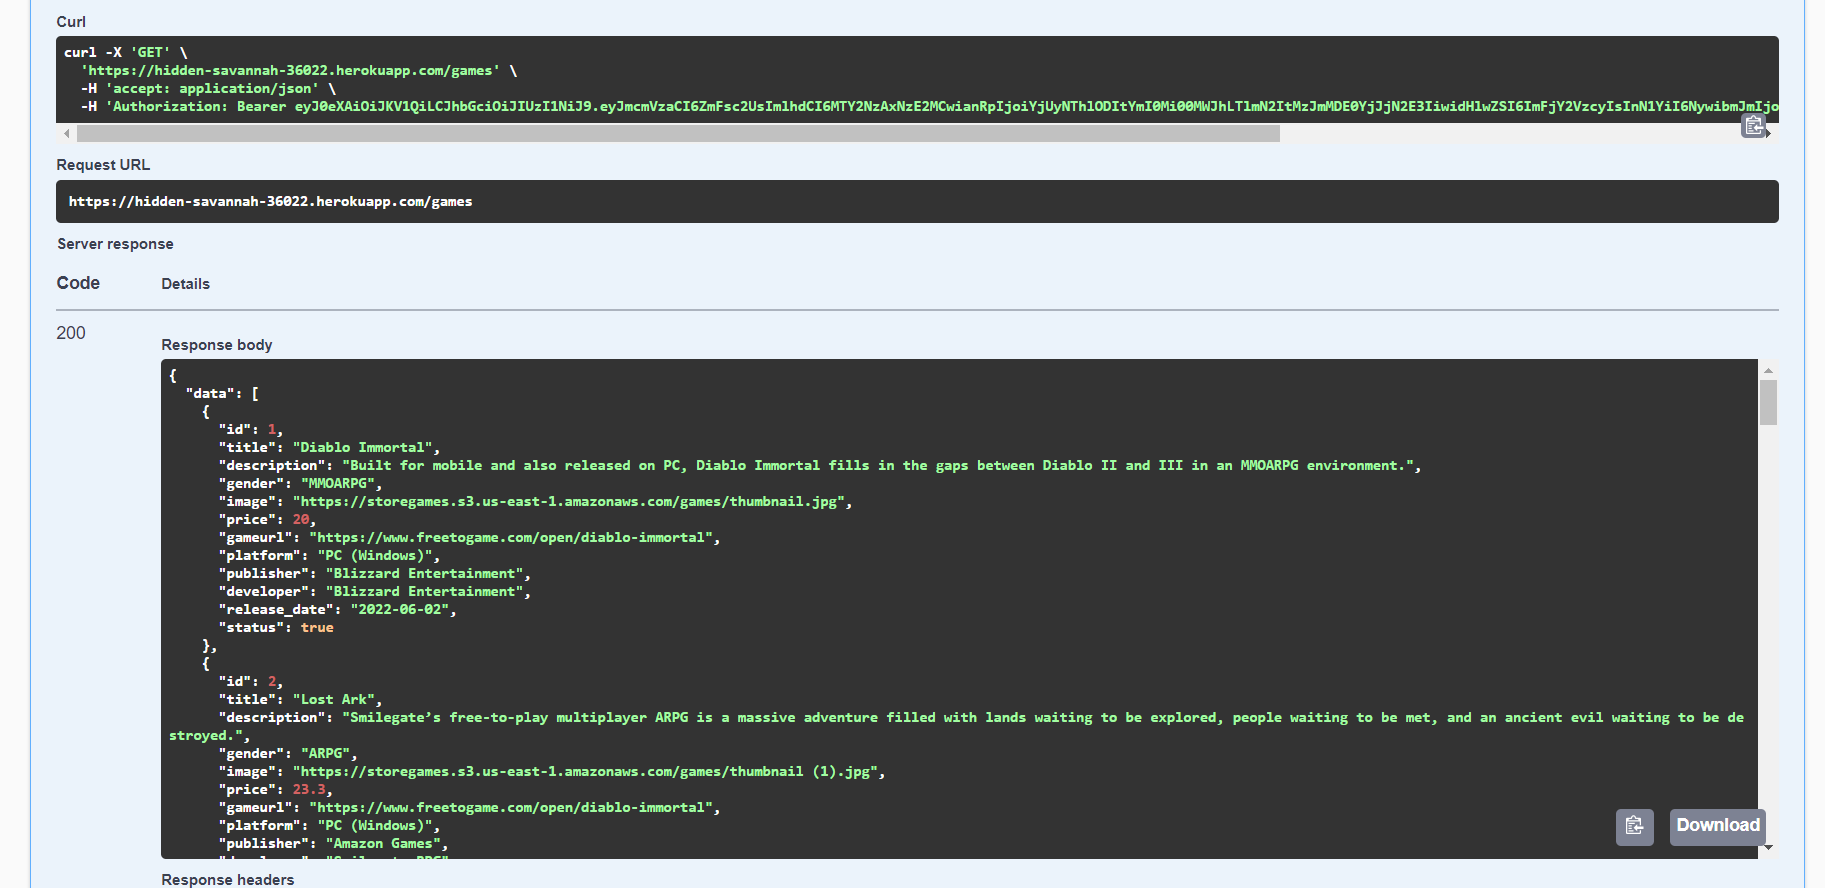 Curl
curl -X 'GET' \
'https://hidden-savannah-36022.herokuapp.com/games' \
-H 'accept: application/json' \
-H 'Authorization: Bearer eyJ0eXAiOiJKV1QiLCJhbGciOiJIUzI1NiJ9.eyJmcmVzaCI6ZmFsc2UsImlhdCI6MTY2NzAxNzE2MCwianRpIjoiYjUyNThlODItYmI0Mi00MWJhLTlmN2ItMzJmMDE0YjJjN2E3IiwidHlwZSI6ImFjY2VzcyIsInN1YiI6NywibmJmIjo
Request URL
https://hidden-savannah-36022.herokuapp.com/games
Server response
Code Details
200
Response body
{
"data": [
{
"id": 1,
"title": "Diablo Immortal",
"description": "Built for mobile and also released on PC, Diablo Immortal fills in the gaps between Diablo II and III in an MMOARPG environment.",
"gender": "MMOARPG",
"image": "https://storegames.s3.us-east-1.amazonaws.com/games/thumbnail.jpg",
"price": 20,
"gameurl": "https://www.freetogame.com/open/diablo-immortal",
"platform": "PC (Windows)",
"publisher": "Blizzard Entertainment",
"developer": "Blizzard Entertainment",
"release_date": "2022-06-02",
"status": true
},
{
"id": 2,
"title": "Lost Ark",
"description": "Smilegate’s free-to-play multiplayer ARPG is a massive adventure filled with lands waiting to be explored, people waiting to be met, and an ancient evil waiting to be de
stroyed.",
"gender": "ARPG",
"image": "https://storegames.s3.us-east-1.amazonaws.com/games/thumbnail (1).jpg",
"price": 23.3,
"gameurl": "https://www.freetogame.com/open/diablo-immortal",
"platform": "PC (Windows)",
"publisher": "Amazon Games",
Download
Response headers